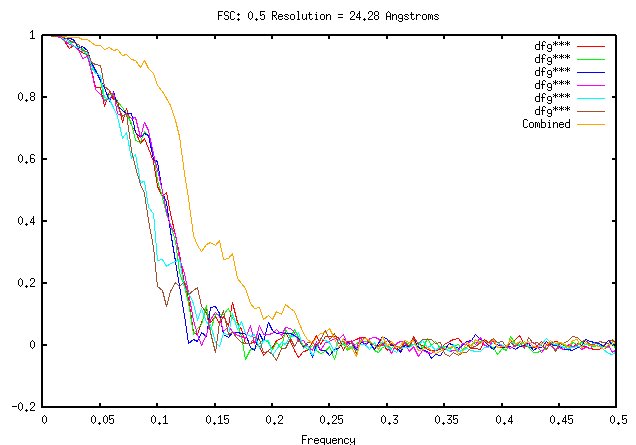 FSC: 0.5 Resolution = 24.28 Angstroms
1
0.8
0.6
0.4
0.2
0
-0.2
dfg***
dfg***
dfg***
dfg***
dfg***
dfg***
Combined
0 0.05 0.1 0.15 0.2 0.25 0.3 0.35 0.4 0.45 0.5
Frequency